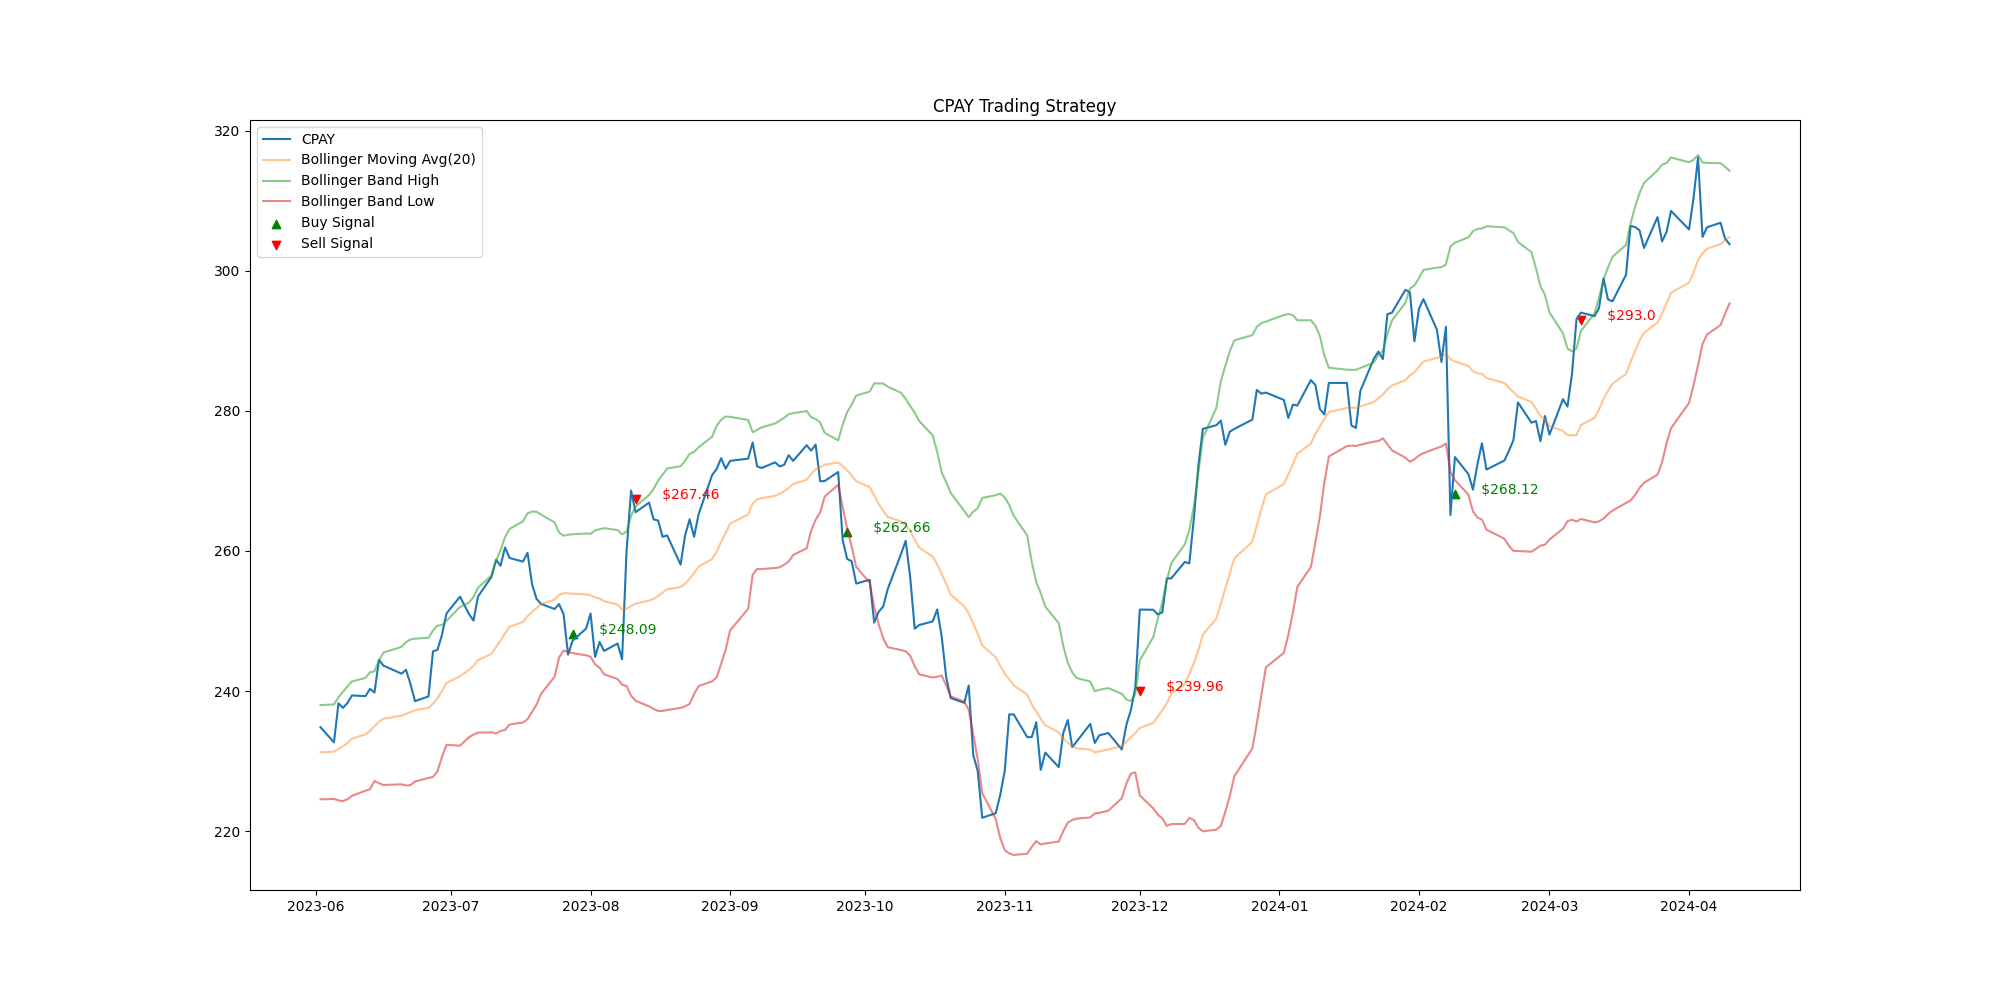 CPAY Trading Strategy
320
300
280
260
240
220
CPAY
Bollinger Moving Avg(20)
Bollinger Band High
Bollinger Band Low
Buy Signal
Sell Signal
$248.09
$267.46
$262.66
$239.96
$268.12
$293.0
2023-06 2023-07 2023-08 2023-09 2023-10 2023-11 2023-12 2024-01 2024-02 2024-03 2024-04